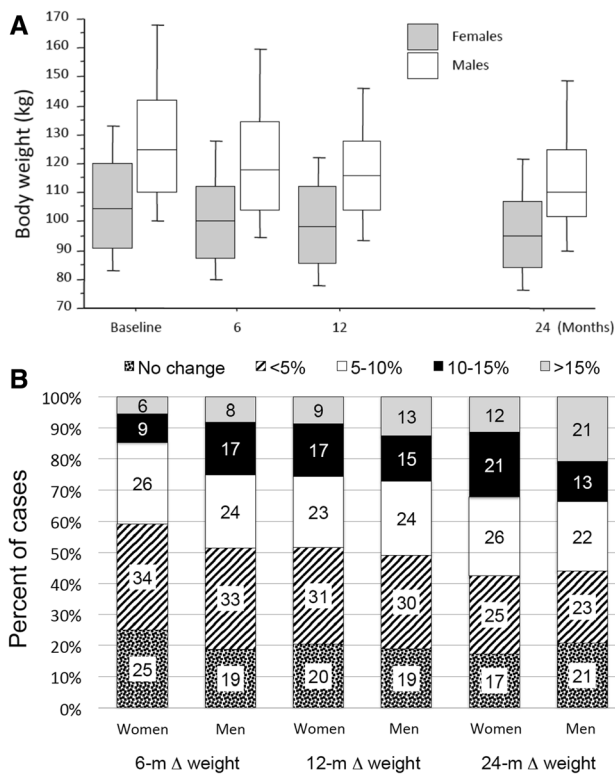 A
170
160
150
140
130
120
110
100
90
80
70
Body weight (kg)
Females
Males
Baseline 6 12 24 (Months)
No change <5% 5-10% 10-15% >15%
B
100%
90%
80%
70%
60%
50%
40%
30%
20%
10%
0%
Percent of cases
6 8 9 13 12 21
9 17 17 15 21 13
26 24 23 24 26 22
34 33 31 30 25 23
25 19 20 19 17 21
Women Men Women Men Women Men
6-m Δ weight 12-m Δ weight 24-m Δ weight